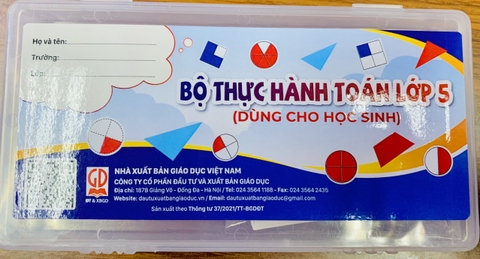 Họ và tên:
Trường:
Lớp:
BỘ THỰC HÀNH TOÁN LỚP 5
(DÙNG CHO HỌC SINH)
GD
ĐT & XBGD
NHÀ XUẤT BẢN GIÁO DỤC VIỆT NAM
CÔNG TY CỔ PHẦN ĐẦU TƯ VÀ XUẤT BẢN GIÁO DỤC
Địa chỉ: 187B Giảng Võ - Đống Đa - Hà Nội / Tel: 024 3564 1188 - Fax: 024 3564 2435
Website: dautuxuatbangiaoduc.vn / Email: dautuxuatbangiaoduc@gmail.com
Sản xuất theo Thông tư 37/2021/TT-BGDĐT